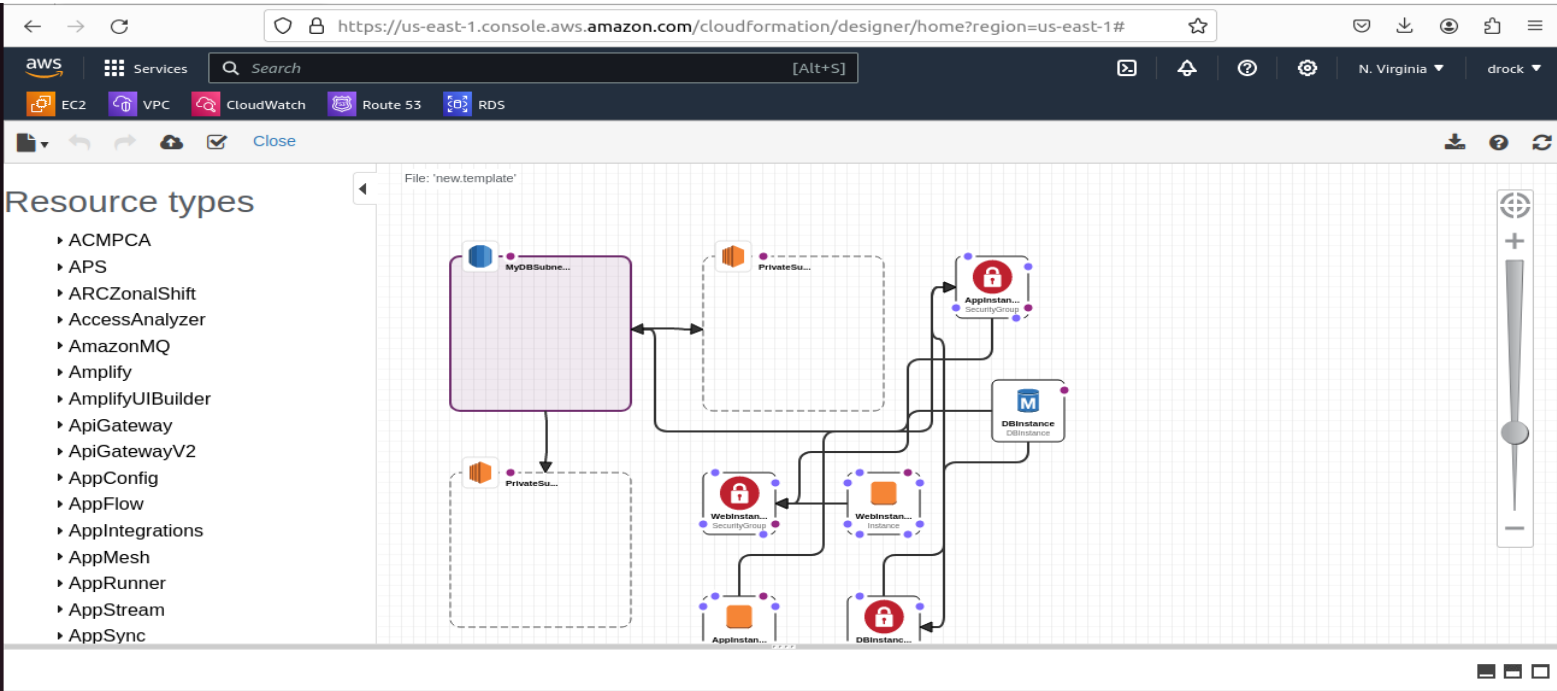 https://us-east-1.console.aws.amazon.com/cloudformation/designer/home?region=us-east-1#
aws Services Search [Alt+S] N. Virginia drock
EC2 VPC CloudWatch Route 53 RDS
Close
File: 'new.template'
Resource types
ACMPCA
APS
ARCZonalShift
AccessAnalyzer
AmazonMQ
Amplify
AmplifyUIBuilder
ApiGateway
ApiGatewayV2
AppConfig
AppFlow
AppIntegrations
AppMesh
AppRunner
AppStream
AppSync
MyDBSubne...
PrivateSu...
AppInstan...
SecurityGroup
M
DBInstance
DBInstance
PrivateSu...
WebInstan...
SecurityGroup
WebInstan...
Instance
AppInstan...
DBInstanc...